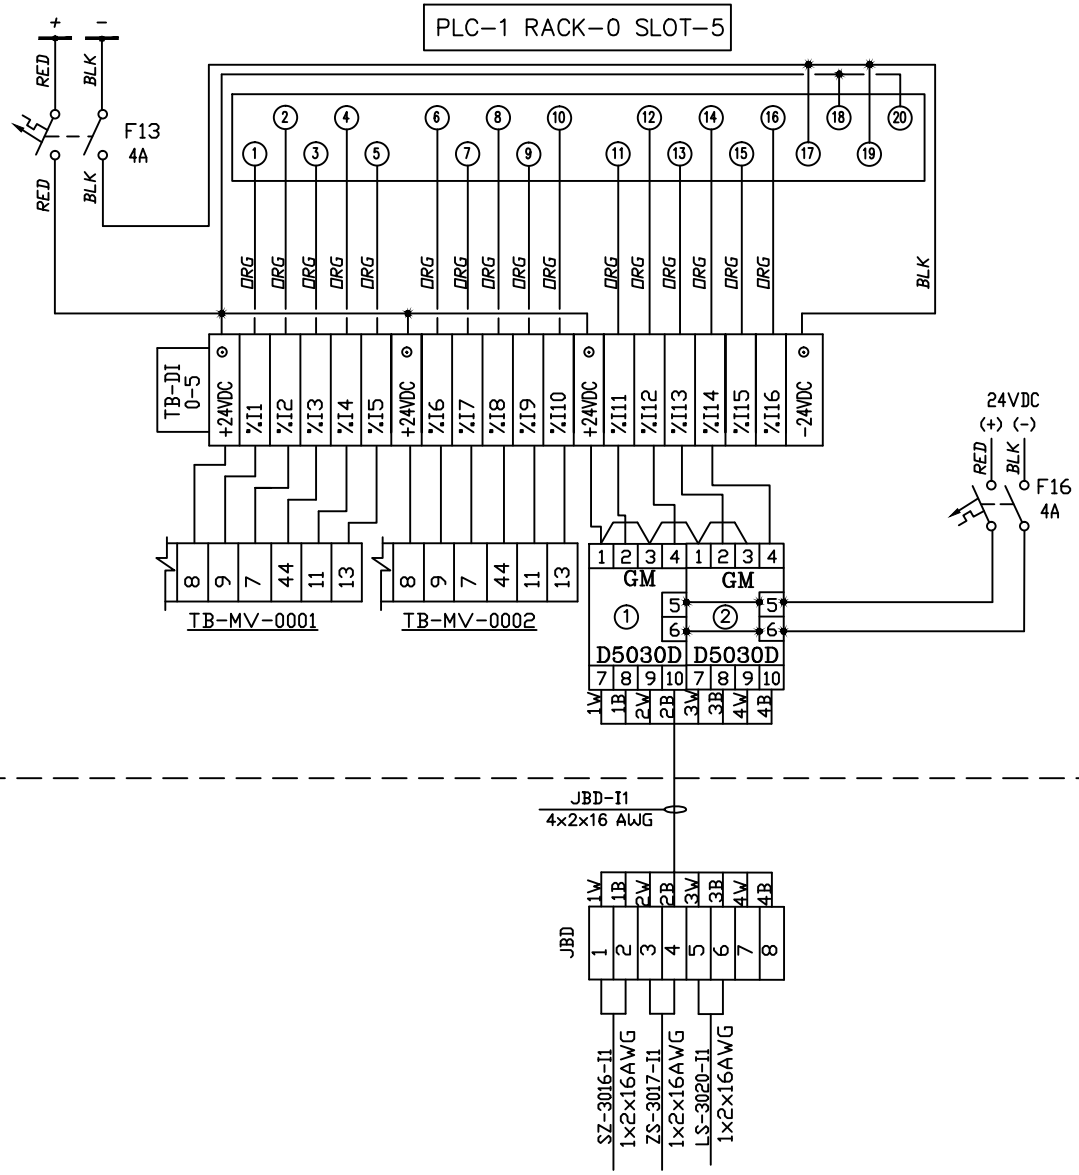 PLC-1 RACK-0 SLOT-5
+ -
RED BLK
F13
4A
RED BLK
2 4 6 8 10 12 14 16 18 20
1 3 5 7 9 11 13 15 17 19
ORG ORG ORG ORG ORG ORG ORG ORG ORG ORG ORG ORG ORG ORG ORG ORG BLK
TB-DI
0-5
+24VDC %I1 %I2 %I3 %I4 %I5 +24VDC %I6 %I7 %I8 %I9 %I10 +24VDC %I11 %I12 %I13 %I14 %I15 %I16 -24VDC
24VDC
(+) (-)
RED BLK
F16
4A
8 9 7 44 11 13
TB-MV-0001
8 9 7 44 11 13
TB-MV-0002
1 2 3 4 1 2 3 4
GM GM
5 5
1 2
6 6
D5030D D5030D
7 8 9 10 7 8 9 10
1W 1B 2W 2B 3W 3B 4W 4B
JBD-I1
4x2x16 AWG
1W 1B 2W 2B 3W 3B 4W 4B
JBD
1 2 3 4 5 6 7 8
SZ-3016-I1
1x2x16AWG
ZS-3017-I1
1x2x16AWG
LS-3020-I1
1x2x16AWG